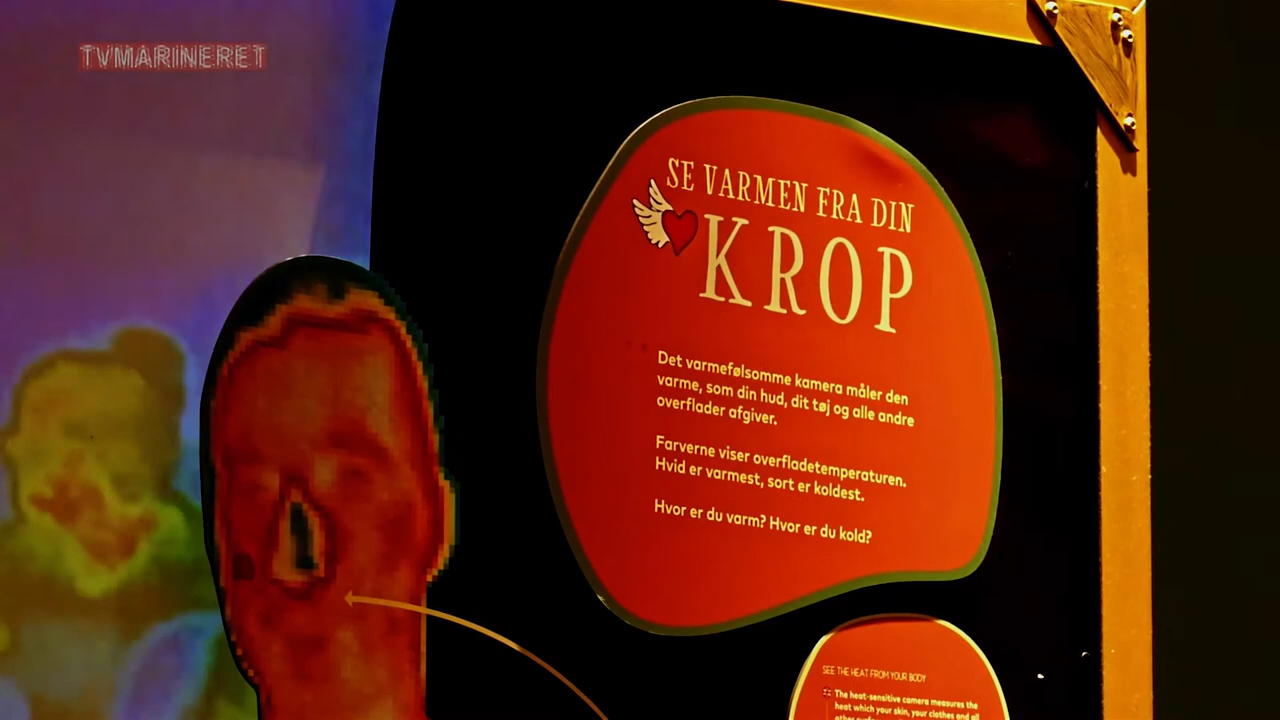 TVMARINERET
SE VARMEN FRA DIN
KROP
Det varmefølsomme kamera måler den
varme, som din hud, dit tøj og alle andre
overflader afgiver.
Farverne viser overfladetemperaturen.
Hvid er varmest, sort er koldest.
Hvor er du varm? Hvor er du kold?
SEE THE HEAT FROM YOUR BODY
The heat-sensitive camera measures the
heat which your skin, your clothes and all